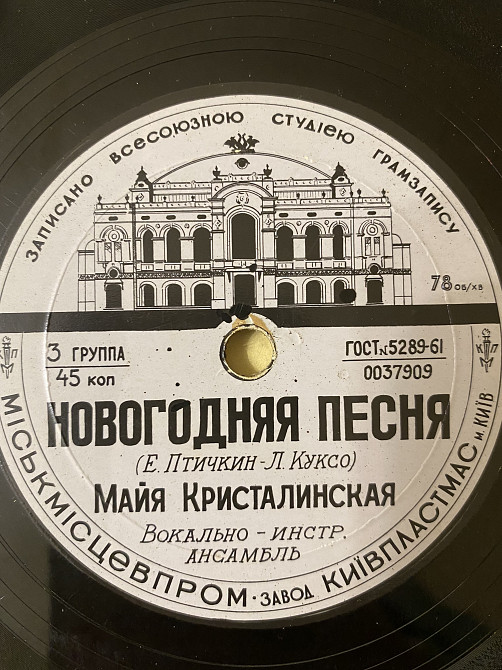 ЗАПИСАНО ВСЕСОЮЗНОЮ СТУДІЕЮ ГРАМЗАПИСУ
78 об/хв
3 ГРУППА
45 коп
ГОСТ№5289-61
0037909
НОВОГОДНЯЯ ПЕСНЯ
(Е. Птичкин-Л. Куксо)
Майя Кристалинская
Вокально - инстр.
ансамбль
К П
К П
МІСЬКМІСЦЕВПРОМ · ЗАВОД КИЇВПЛАСТМАС м. КИЇВ